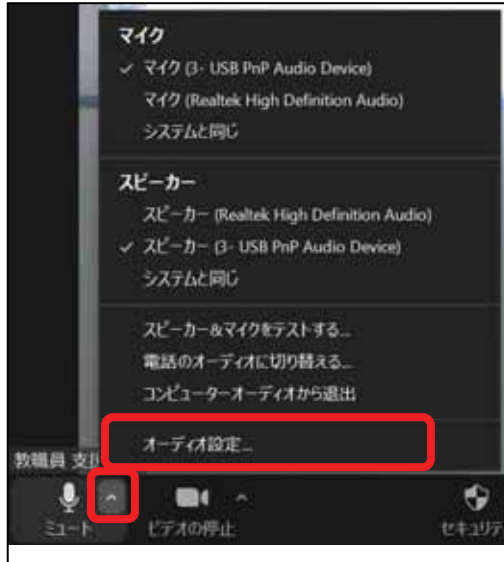 マイク
マイク (3- USB PnP Audio Device)
マイク (Realtek High Definition Audio)
システムと同じ
スピーカー
スピーカー (Realtek High Definition Audio)
スピーカー (3- USB PnP Audio Device)
システムと同じ
スピーカー&マイクをテストする...
電話のオーディオに切り替える...
コンピューターオーディオから退出
オーディオ設定...
教職員 支援
ミュート ビデオの停止 セキュリテ